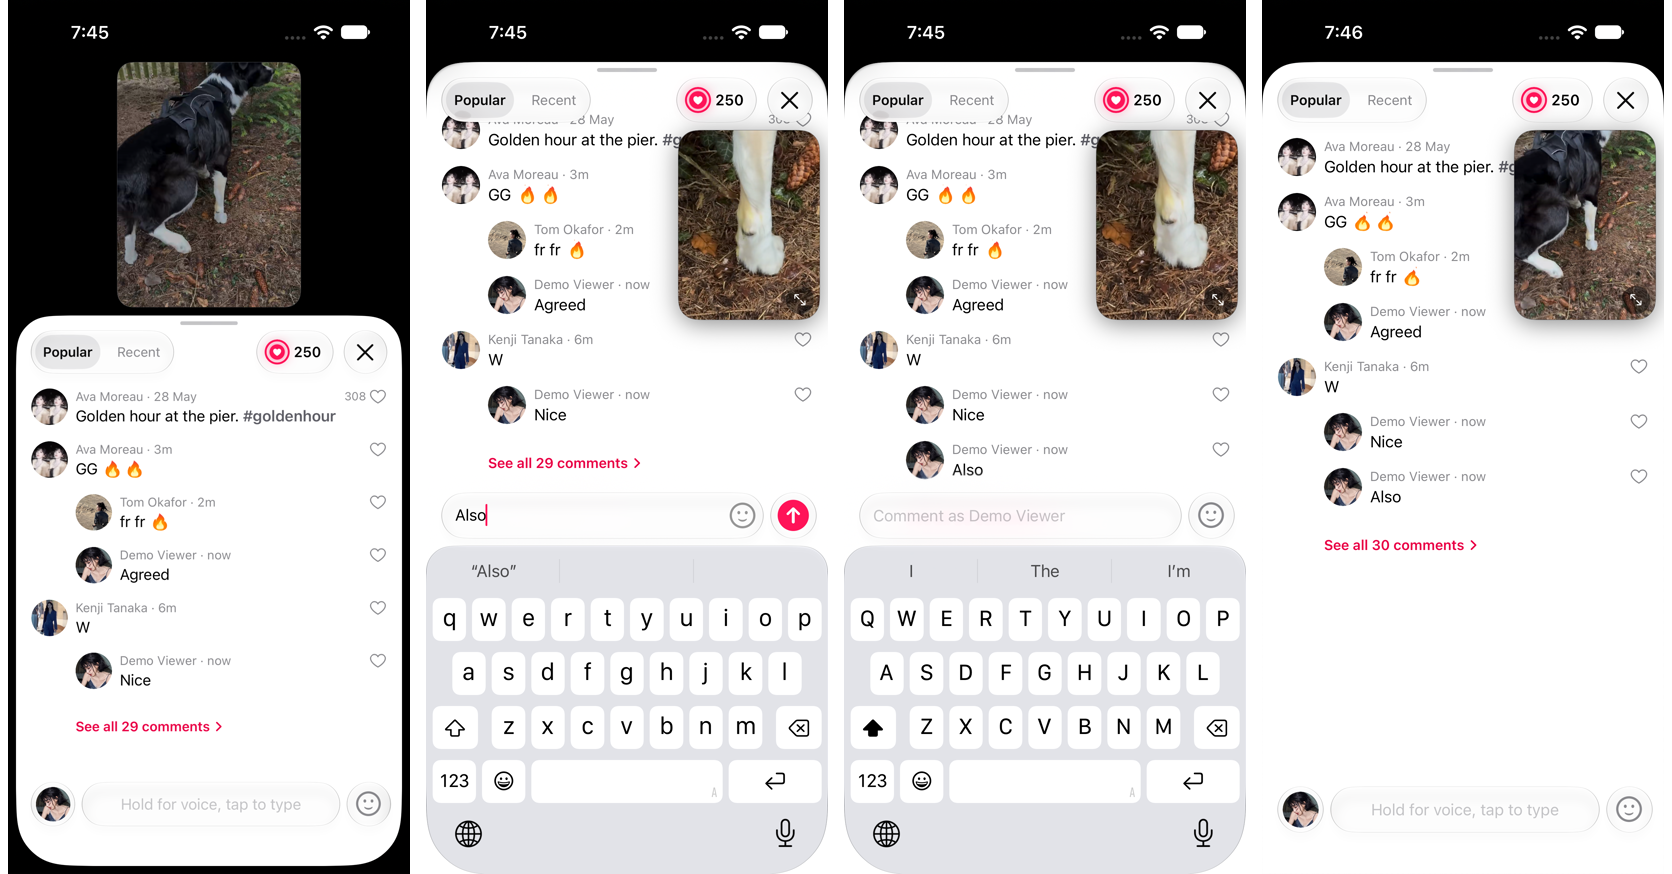 7:45
Popular
Recent
250
Ava Moreau · 28 May
308
Golden hour at the pier. #goldenhour
Ava Moreau · 3m
GG 🔥 🔥
Tom Okafor · 2m
fr fr 🔥
Demo Viewer · now
Agreed
Kenji Tanaka · 6m
W
Demo Viewer · now
Nice
See all 29 comments >
Hold for voice, tap to type
7:45
Popular
Recent
250
Ava Moreau · 28 May
Golden hour at the pier. #g
Ava Moreau · 3m
GG 🔥 🔥
Tom Okafor · 2m
fr fr 🔥
Demo Viewer · now
Agreed
Kenji Tanaka · 6m
W
Demo Viewer · now
Nice
See all 29 comments >
Also
“Also”
q w e r t y u i o p
a s d f g h j k l
z x c v b n m
123
A
7:45
Popular
Recent
250
Ava Moreau · 28 May
Golden hour at the pier. #g
Ava Moreau · 3m
GG 🔥 🔥
Tom Okafor · 2m
fr fr 🔥
Demo Viewer · now
Agreed
Kenji Tanaka · 6m
W
Demo Viewer · now
Nice
Demo Viewer · now
Also
Comment as Demo Viewer
I
The
I’m
Q W E R T Y U I O P
A S D F G H J K L
Z X C V B N M
123
A
7:46
Popular
Recent
250
Ava Moreau · 28 May
Golden hour at the pier. #g
Ava Moreau · 3m
GG 🔥 🔥
Tom Okafor · 2m
fr fr 🔥
Demo Viewer · now
Agreed
Kenji Tanaka · 6m
W
Demo Viewer · now
Nice
Demo Viewer · now
Also
See all 30 comments >
Hold for voice, tap to type